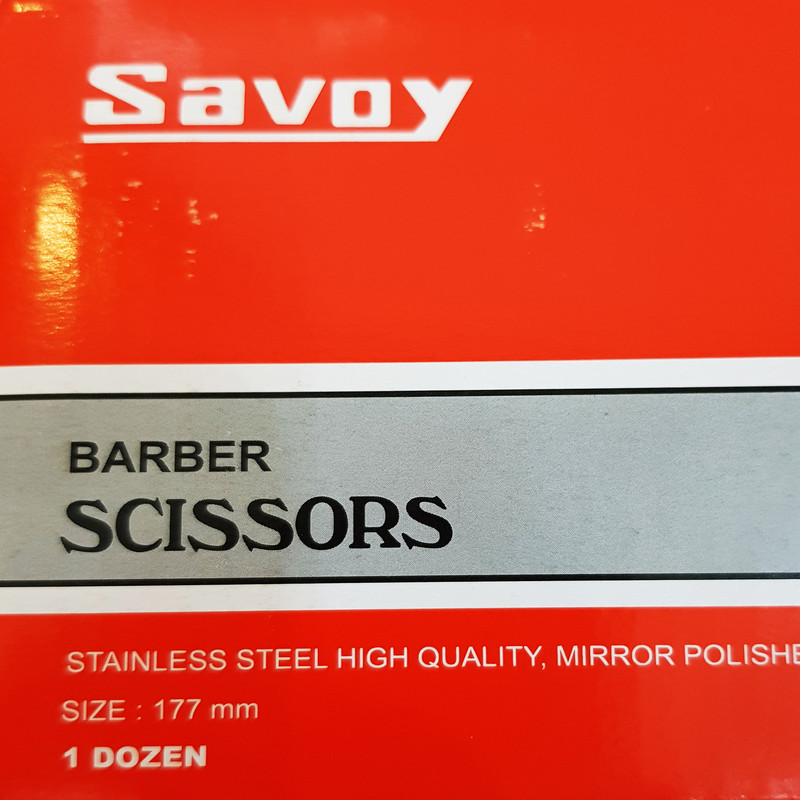 Savoy
BARBER
SCISSORS
STAINLESS STEEL HIGH QUALITY, MIRROR POLISHE
SIZE : 177 mm
1 DOZEN